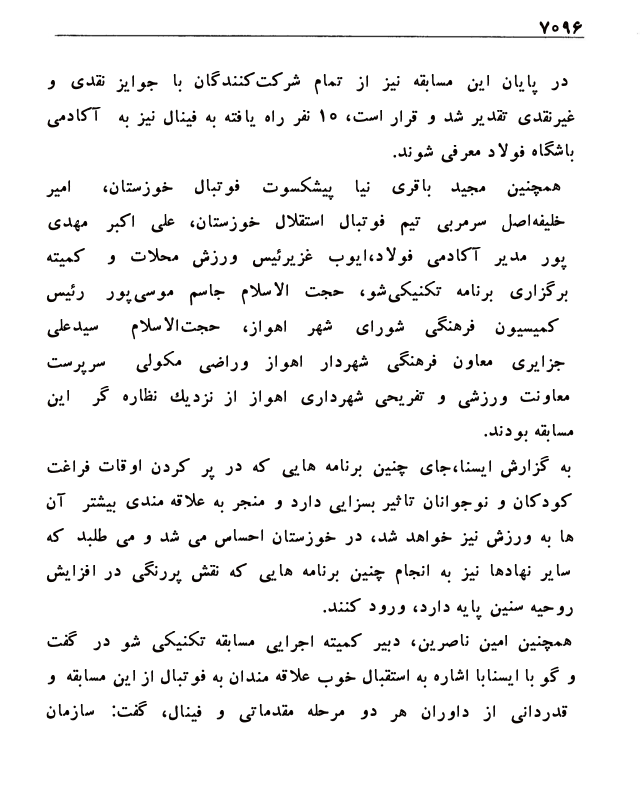 ۷۰۹۶
در پایان این مسابقه نیز از تمام شرکت‌کنندگان با جوایز نقدی و
غیرنقدی تقدیر شد و قرار است، ۱۰ نفر راه یافته به فینال نیز به آکادمی
باشگاه فولاد معرفی شوند.
همچنین مجید باقری نیا پیشکسوت فوتبال خوزستان، امیر
خلیفه‌اصل سرمربی تیم فوتبال استقلال خوزستان، علی اکبر مهدی
پور مدیر آکادمی فولاد،ایوب غزیرئیس ورزش محلات و کمیته
برگزاری برنامه تکنیکی‌شو، حجت الاسلام جاسم موسی‌پور رئیس
کمیسیون فرهنگی شورای شهر اهواز، حجت‌الاسلام سیدعلی
جزایری معاون فرهنگی شهردار اهواز وراضی مکولی سرپرست
معاونت ورزشی و تفریحی شهرداری اهواز از نزدیك نظاره گر این
مسابقه بودند.
به گزارش ایسنا،جای چنین برنامه هایی که در پر کردن اوقات فراغت
کودکان و نوجوانان تاثیر بسزایی دارد و منجر به علاقه مندی بیشتر آن
ها به ورزش نیز خواهد شد، در خوزستان احساس می شد و می طلبد که
سایر نهادها نیز به انجام چنین برنامه هایی که نقش پررنگی در افزایش
روحیه سنین پایه دارد، ورود کنند.
همچنین امین ناصرین، دبیر کمیته اجرایی مسابقه تکنیکی شو در گفت
و گو با ایسنابا اشاره به استقبال خوب علاقه مندان به فوتبال از این مسابقه و
قدردانی از داوران هر دو مرحله مقدماتی و فینال، گفت: سازمان